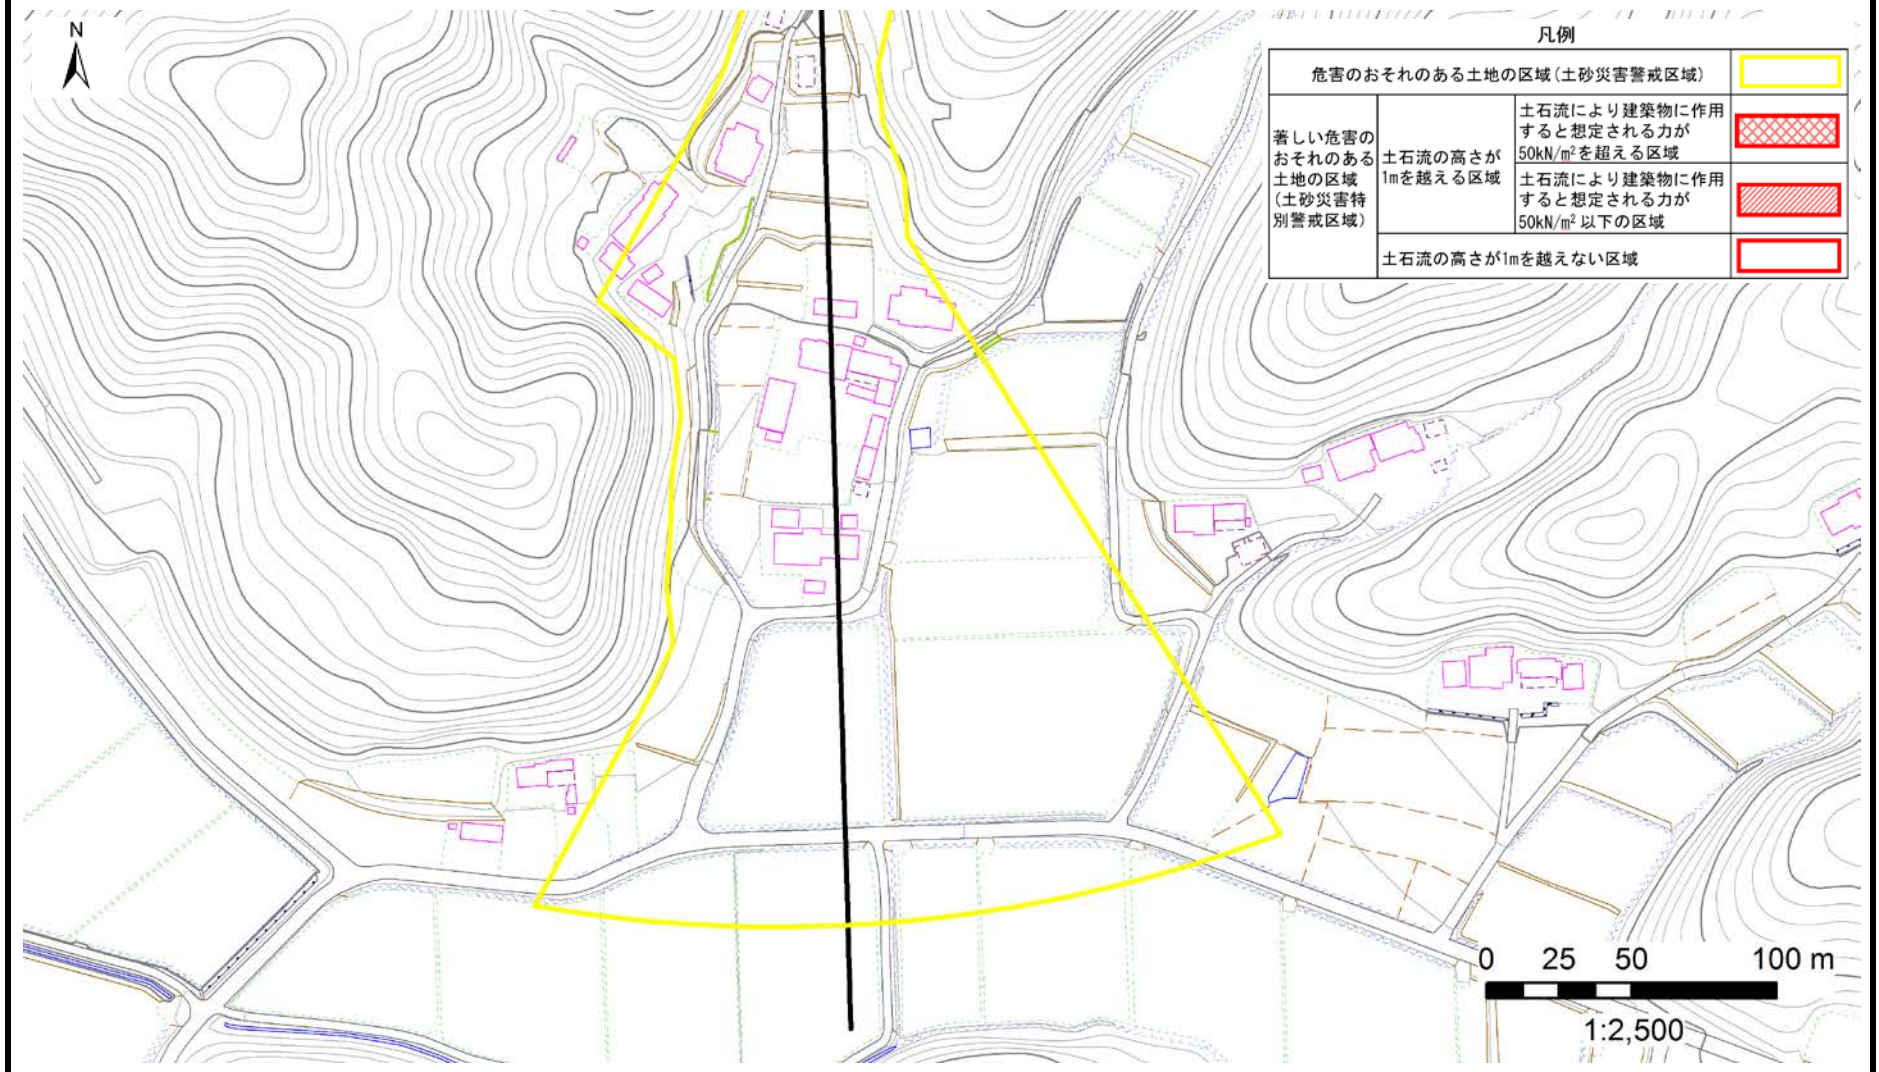 N
凡例
危害のおそれのある土地の区域(土砂災害警戒区域)
著しい危害の
おそれのある
土地の区域
(土砂災害特
別警戒区域)
土石流の高さが
1mを越える区域
土石流により建築物に作用
すると想定される力が
50kN/m²を超える区域
土石流により建築物に作用
すると想定される力が
50kN/m²以下の区域
土石流の高さが1mを越えない区域
0 25 50 100 m
1:2,500